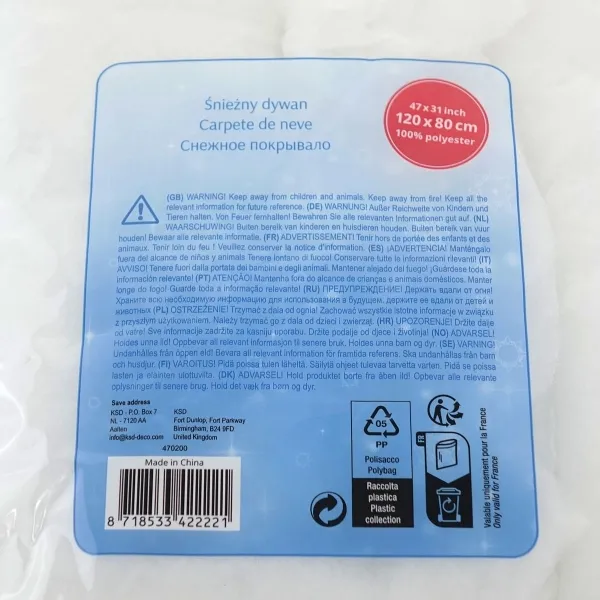 Śnieżny dywan
Carpete de neve
Снежное покрывало
47 x 31 inch
120 x 80 cm
100% polyester
(GB) WARNING! Keep away from children and animals. Keep away from fire! Keep all the
relevant information for future reference. (DE) WARNUNG! Außer Reichweite von Kindern und
Tieren halten. Von Feuer fernhalten! Bewahren Sie alle relevanten Informationen gut auf. (NL)
WAARSCHUWING! Buiten bereik van kinderen en huisdieren houden. Buiten bereik van vuur
houden! Bewaar alle relevante informatie. (FR) ADVERTISSEMENT! Tenir hors de portée des enfants et des
animaux. Tenir loin du feu ! Veuillez conserver la notice d'information. (ES) ¡ADVERTENCIA! Manténgalo
fuera del alcance de niños y animales Tenere lontano di fuoco! Conservare tutte le informazioni rilevanti! (IT)
AVVISO! Tenere fuori dalla portata dei bambini e degli animali. Mantener alejado del fuego! ¡Guárdese toda la
información relevante! (PT) ATENÇÃO! Mantenha fora do alcance de crianças e animais domésticos. Manter
longe do fogo! Guarde toda a informação relevante! (RU) ПРЕДУПРЕЖДЕНИЕ! Держать вдали от огня!
Храните всю необходимую информацию для использования в будущем. держите ее вдали от детей и
животных (PL) OSTRZEŻENIE! Trzymać z dala od ognia! Zachować wszystkie istotne informacje w związku
z przyszłym użytkowaniem. Należy trzymać go z dala od dzieci i zwierząt. (HR) UPOZORENJE! Držite dalje
od vatre! Sve informacije zadržite za kasniju uporabu. Držite podalje od djece i životinja! (NO) ADVARSEL!
Holdes unna ild! Oppbevar all relevant informasjon til senere bruk. Holdes unna barn og dyr. (SE) VARNING!
Undanhållas från öppen eld! Bevara all relevant information för framtida referens. Ska undanhållas från barn
och husdjur. (FI) VAROITUS! Pidä poissa tulen läheltä. Säilytä ohjeet tulevaa tarvetta varten. Pidä se poissa
lasten ja eläinten ulottuvilta. (DK) ADVARSEL! Hold produktet borte fra åben ild! Opbevar alle relevante
oplysninger til senere brug. Hold det væk fra børn og dyr.
Save address
KSD - P.O. Box 7
NL - 7120 AA
Aalten
info@ksd-deco.com
KSD
Fort Dunlop, Fort Parkway
Birmingham, B24 9FD
United Kingdom
470200
Made in China
8 718533 422221
05
PP
Polisacco
Polybag
Raccolta
plastica
Plastic
collection
FR
Valable uniquement pour la France
Only valid for France